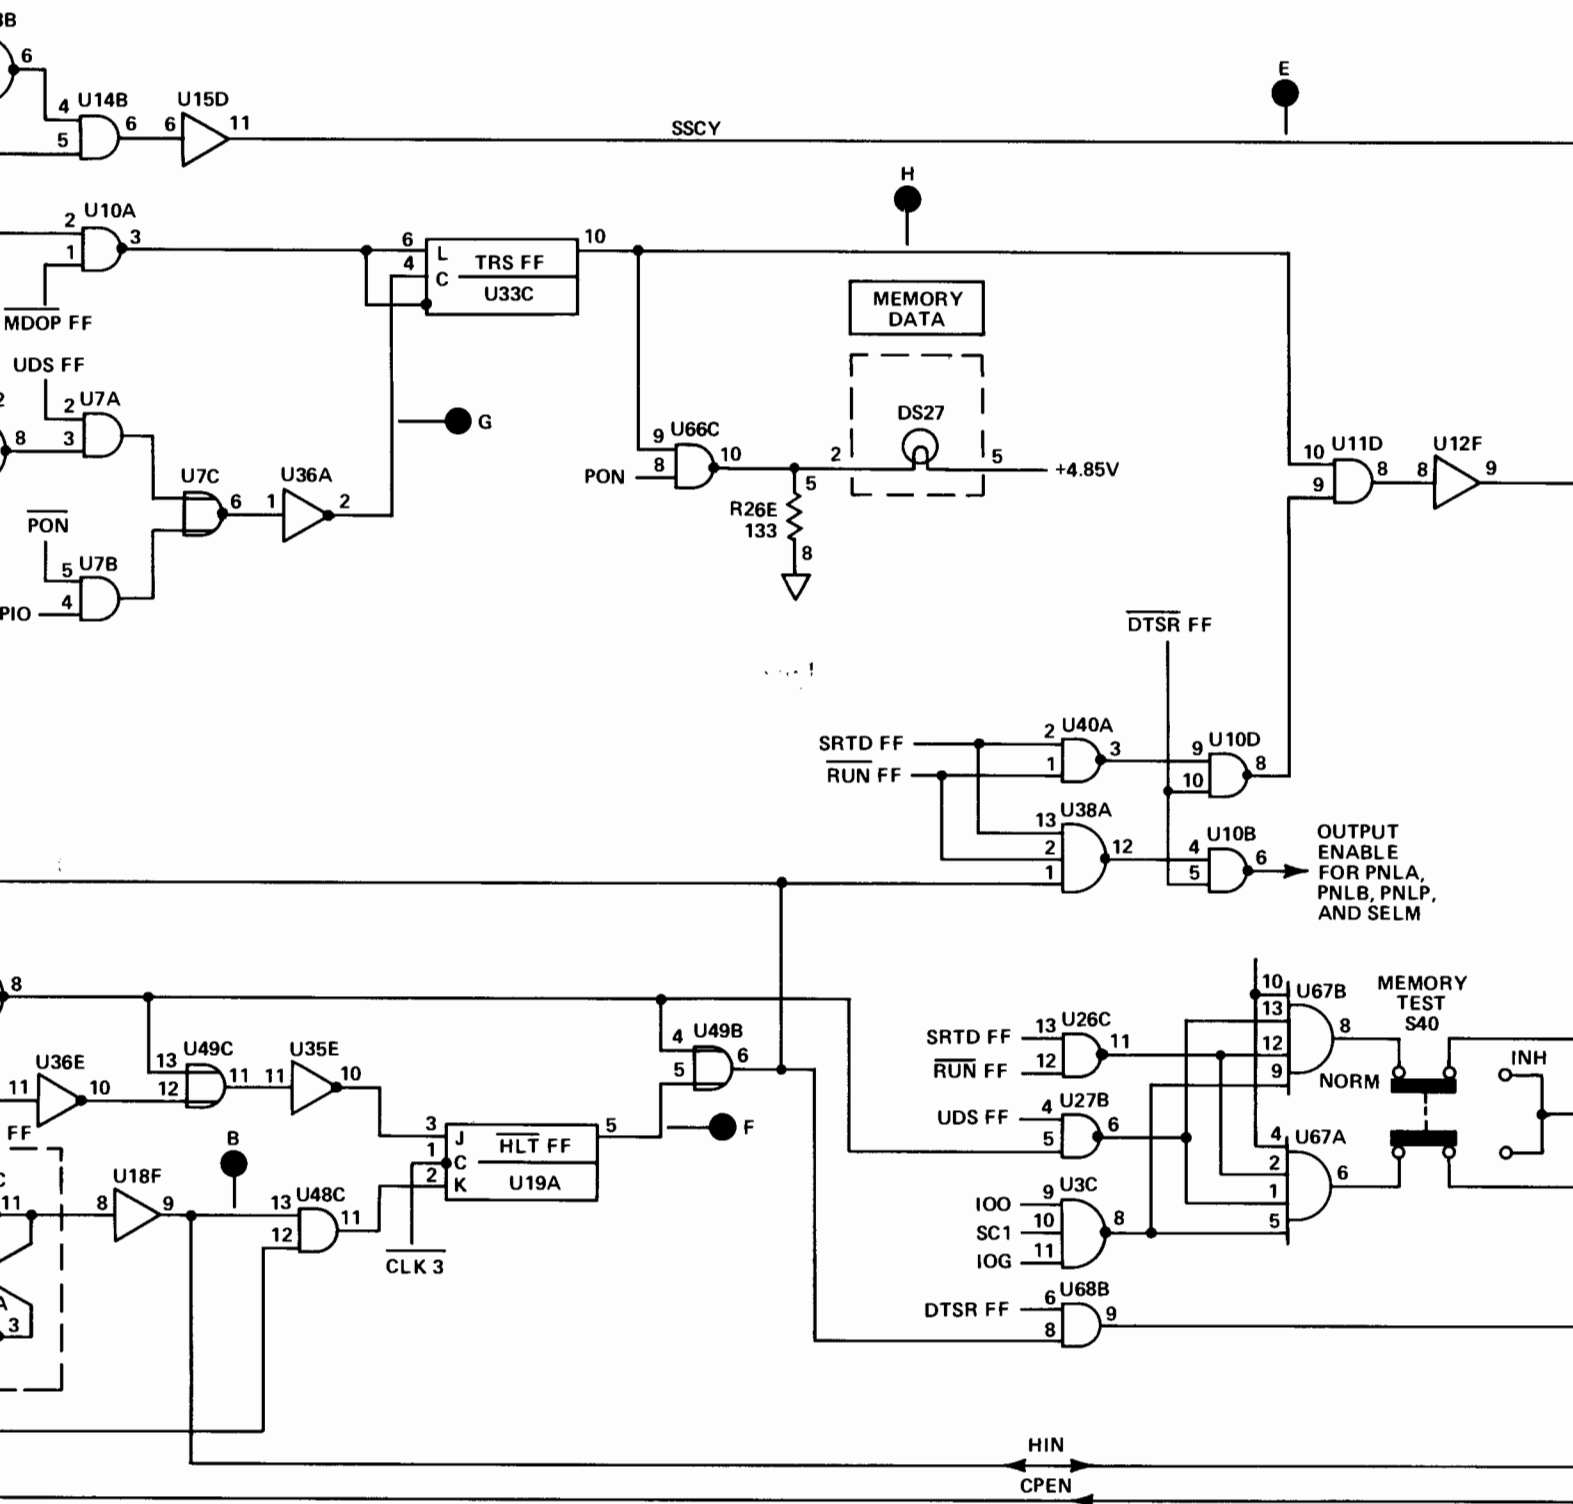 6
4 U14B
5
6
6 U15D 11
SSCY
E
H
2 U10A
1
3
MDOP FF
6 L
4 C
TRS FF
U33C
10
MEMORY
DATA
UDS FF
2 U7A
3
8
U7C
6
1 U36A 2
G
PON
5 U7B
4
9 U66C
PON 8
10
2
DS27
5
+4.85V
5
R26E
133
8
10 U11D
9
8
8 U12F 9
DTSR FF
SRTD FF
RUN FF
2 U40A
1
3
9 U10D
10
8
13 U38A
2
1
12
4 U10B
5
6
OUTPUT
ENABLE
FOR PNLA,
PNLB, PNLP,
AND SELM
8
11 U36E 10
13 U49C
12
11
11 U35E 10
4 U49B
5
6
3 J
1 C
2 K
HLT FF
U19A
5
F
CLK 3
FF
11
8 U18F 9
B
13 U48C
12
11
3
SRTD FF 13 U26C
RUN FF 12
11
UDS FF 4 U27B
5
6
IOO 9 U3C
SC1 10
IOG 11
8
DTSR FF 6 U68B
8
9
10 U67B
13
12
9
8
4 U67A
2
1
5
6
MEMORY
TEST
S40
NORM
INH
HIN
CPEN